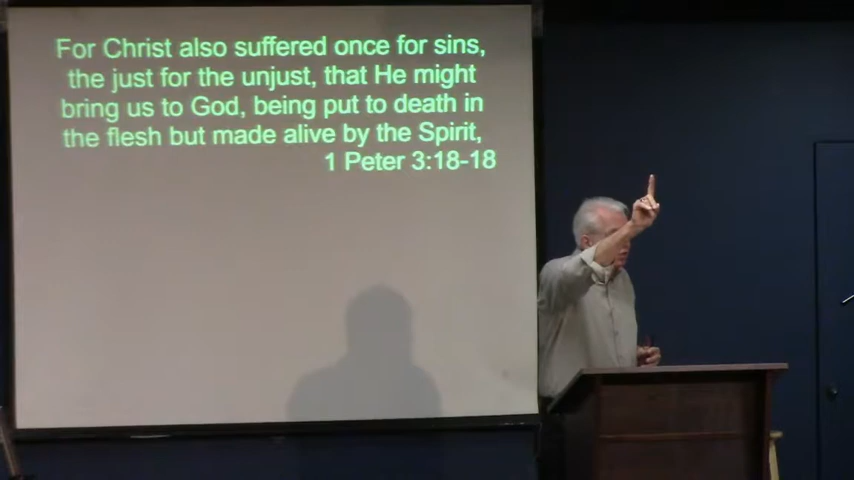 For Christ also suffered once for sins,
the just for the unjust, that He might
bring us to God, being put to death in
the flesh but made alive by the Spirit,
1 Peter 3:18-18